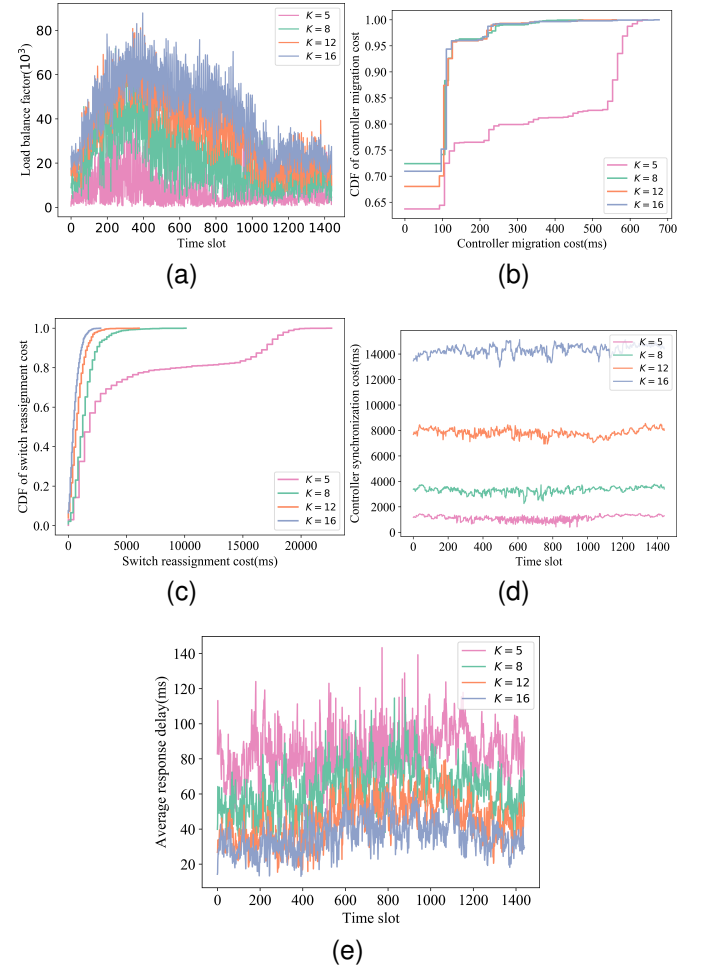 K = 5
K = 8
K = 12
K = 16
Load balance factor(10³)
80
60
40
20
0
0 200 400 600 800 1000 1200 1400
Time slot
(a)
CDF of controller migration cost
1.00
0.95
0.90
0.85
0.80
0.75
0.70
0.65
K = 5
K = 8
K = 12
K = 16
0 100 200 300 400 500 600 700
Controller migration cost(ms)
(b)
CDF of switch reassignment cost
1.0
0.8
0.6
0.4
0.2
0.0
K = 5
K = 8
K = 12
K = 16
0 5000 10000 15000 20000
Switch reassignment cost(ms)
(c)
Controller synchronization cost(ms)
14000
12000
10000
8000
6000
4000
2000
0
K = 5
K = 8
K = 12
K = 16
0 200 400 600 800 1000 1200 1400
Time slot
(d)
Average response delay(ms)
140
120
100
80
60
40
20
K = 5
K = 8
K = 12
K = 16
0 200 400 600 800 1000 1200 1400
Time slot
(e)